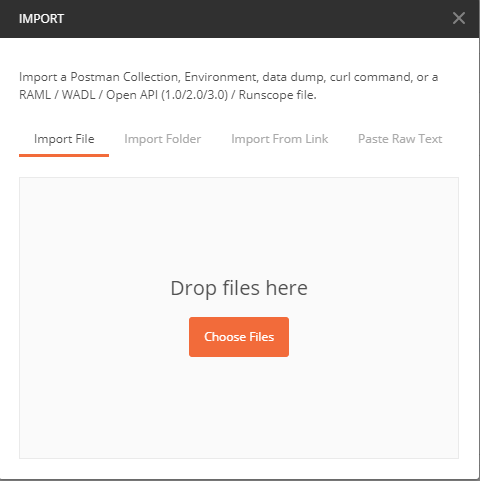 IMPORT
Import a Postman Collection, Environment, data dump, curl command, or a
RAML / WADL / Open API (1.0/2.0/3.0) / Runscope file.
Import File Import Folder Import From Link Paste Raw Text
Drop files here
Choose Files